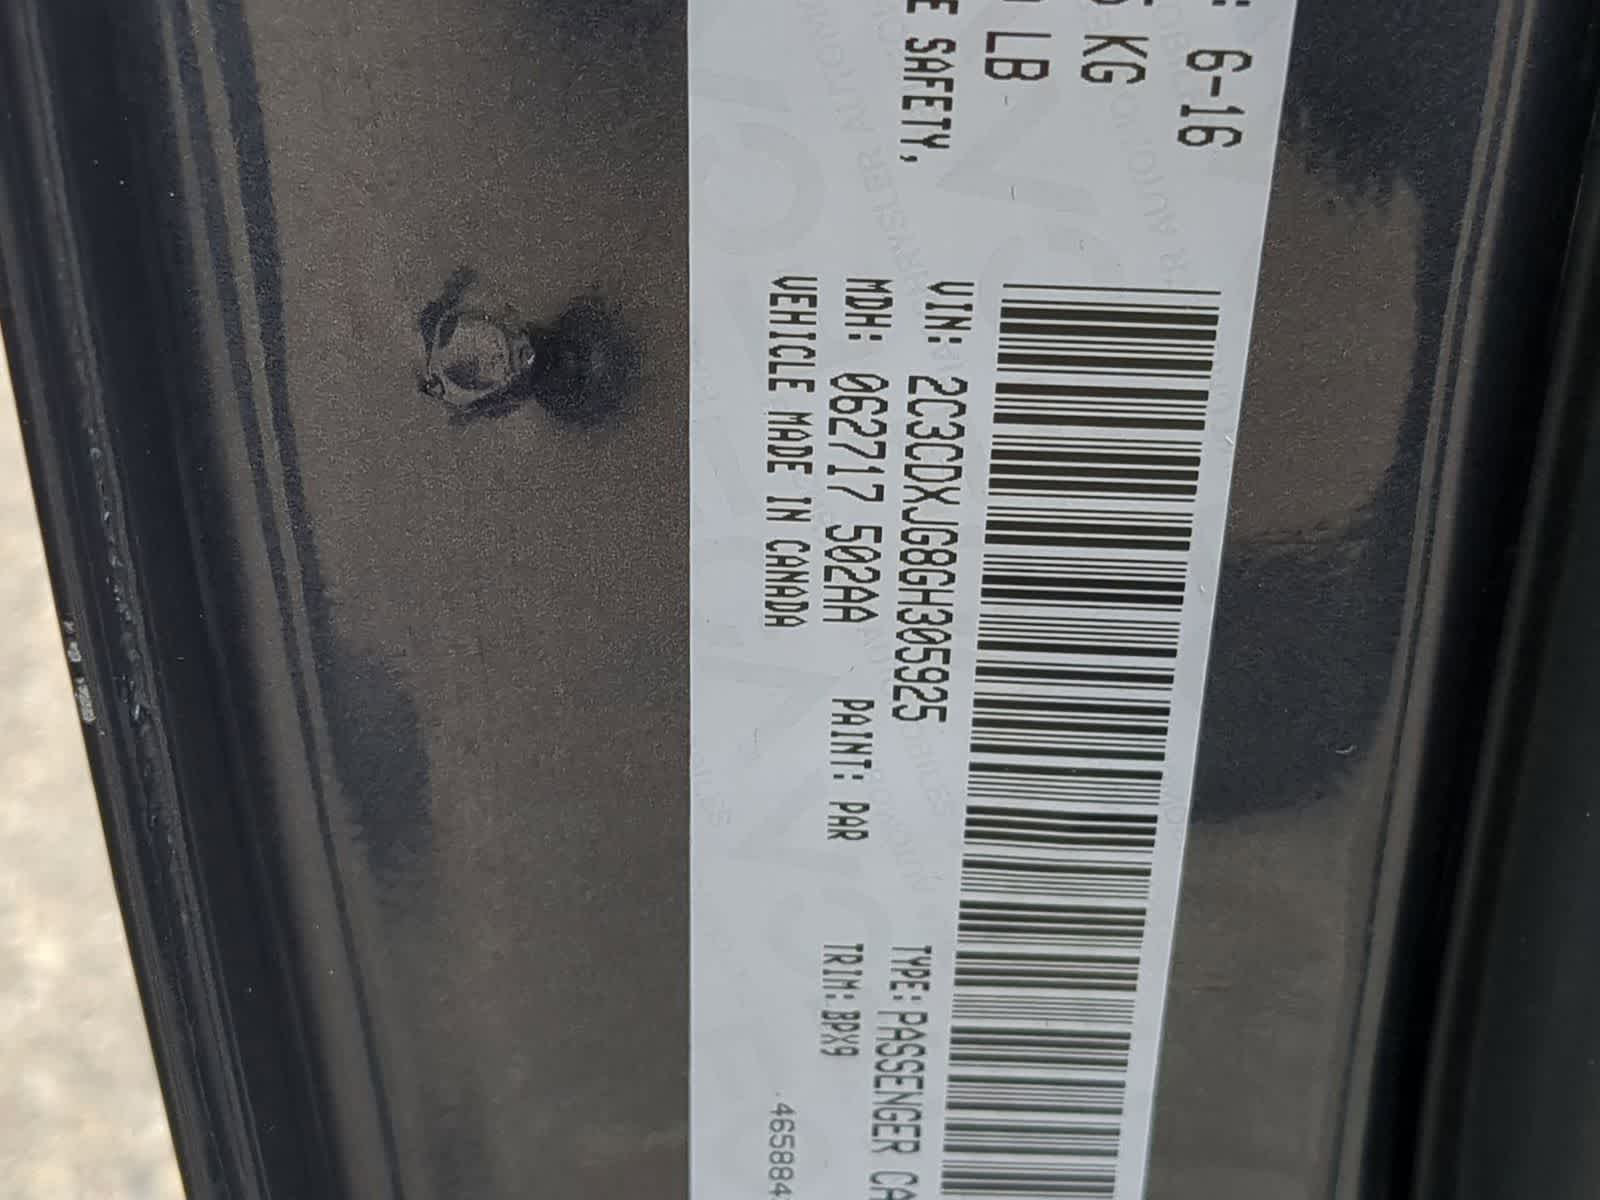 : 6-16
KG
LB
E SAFETY,
VIN: 2C3CDXJG8GH305925
TYPE: PASSENGER CA
MDH: 062717 502AA
PAINT: PAR
TRIM: BPX9
VEHICLE MADE IN CANADA
465884